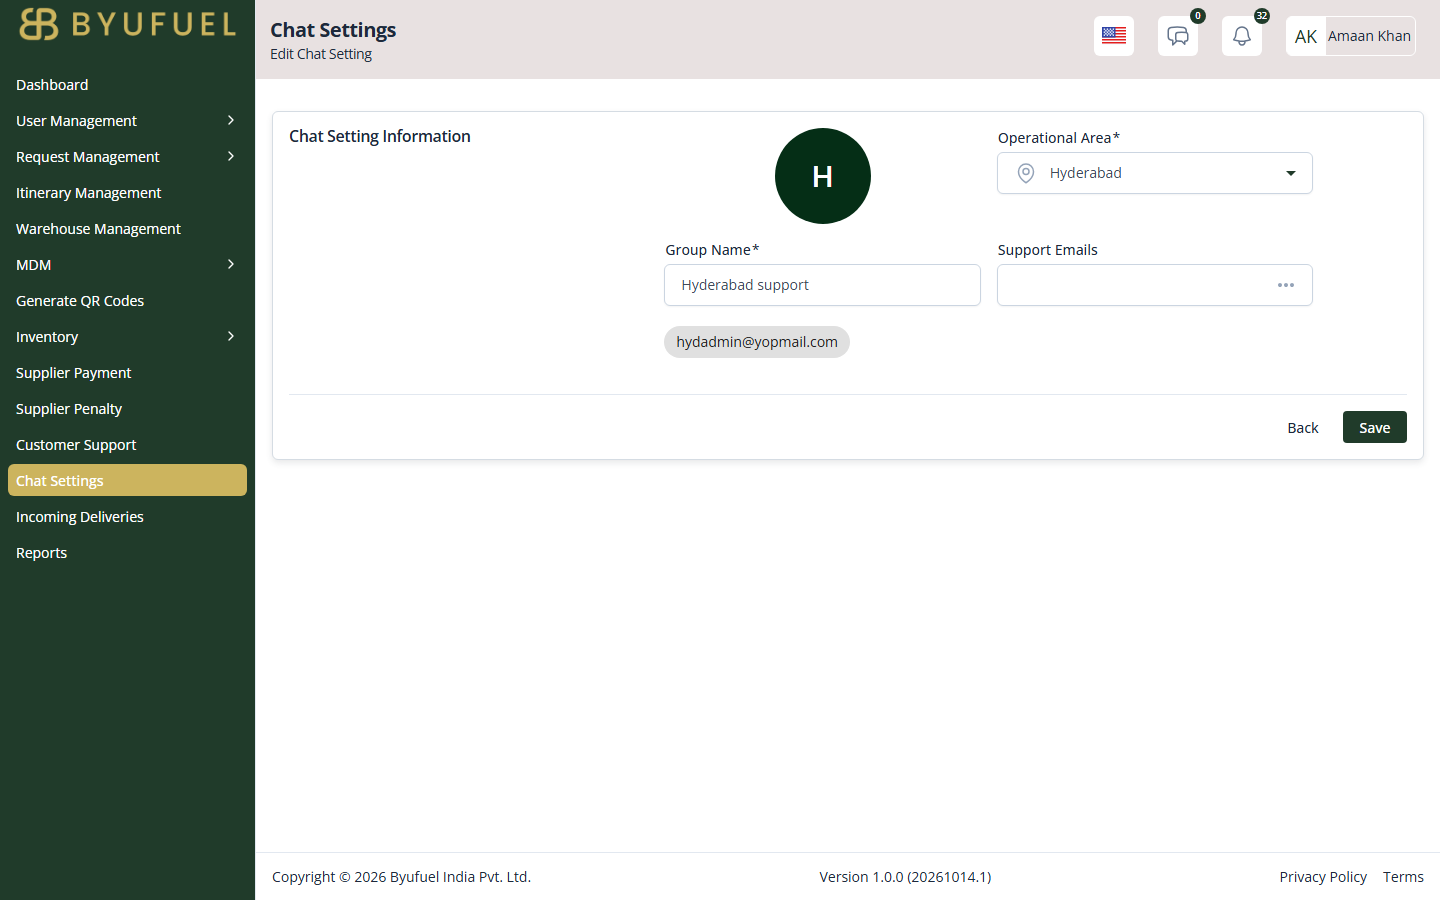 BYUFUEL
Dashboard
User Management
Request Management
Itinerary Management
Warehouse Management
MDM
Generate QR Codes
Inventory
Supplier Payment
Supplier Penalty
Customer Support
Chat Settings
Incoming Deliveries
Reports
Chat Settings
Edit Chat Setting
0
32
AK Amaan Khan
Chat Setting Information
H
Operational Area*
Hyderabad
Group Name*
Hyderabad support
Support Emails
hydadmin@yopmail.com
Back Save
Copyright © 2026 Byufuel India Pvt. Ltd. Version 1.0.0 (20261014.1) Privacy Policy Terms